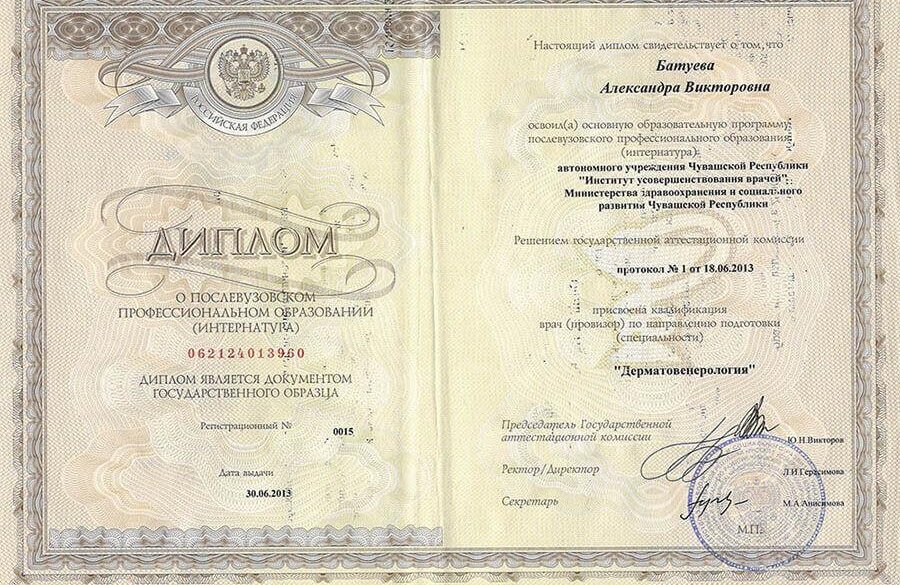 РОССИЙСКАЯ ФЕДЕРАЦИЯ
ДИПЛОМ
О ПОСЛЕВУЗОВСКОМ
ПРОФЕССИОНАЛЬНОМ ОБРАЗОВАНИИ
(ИНТЕРНАТУРА)
062124013960
ДИПЛОМ ЯВЛЯЕТСЯ ДОКУМЕНТОМ
ГОСУДАРСТВЕННОГО ОБРАЗЦА
Регистрационный № 0015
Дата выдачи
30.06.2013
Настоящий диплом свидетельствует о том, что
Батуева
Александра Викторовна
освоил(а) основную образовательную программу
послевузовского профессионального образования
(интернатура):
автономного учреждения Чувашской Республики
"Институт усовершенствования врачей"
Министерства здравоохранения и социального
развития Чувашской Республики
Решением государственной аттестационной комиссии
протокол № 1 от 18.06.2013
присвоена квалификация
врач (провизор) по направлению подготовки
(специальности)
"Дерматовенерология"
Председатель Государственной
аттестационной комиссии Ю.Н.Викторов
Ректор/Директор Л.И.Герасимова
Секретарь М.А.Анисимова
М.П.